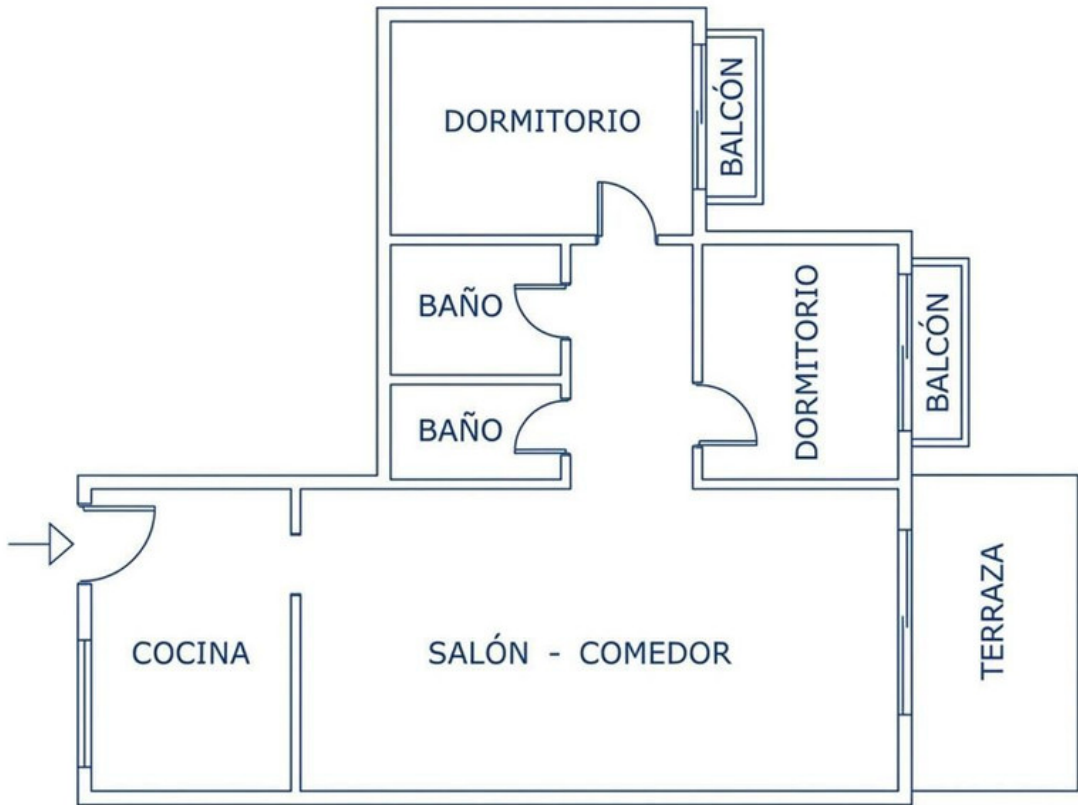 DORMITORIO
BALCÓN
BAÑO
DORMITORIO
BALCÓN
BAÑO
COCINA
SALÓN - COMEDOR
TERRAZA